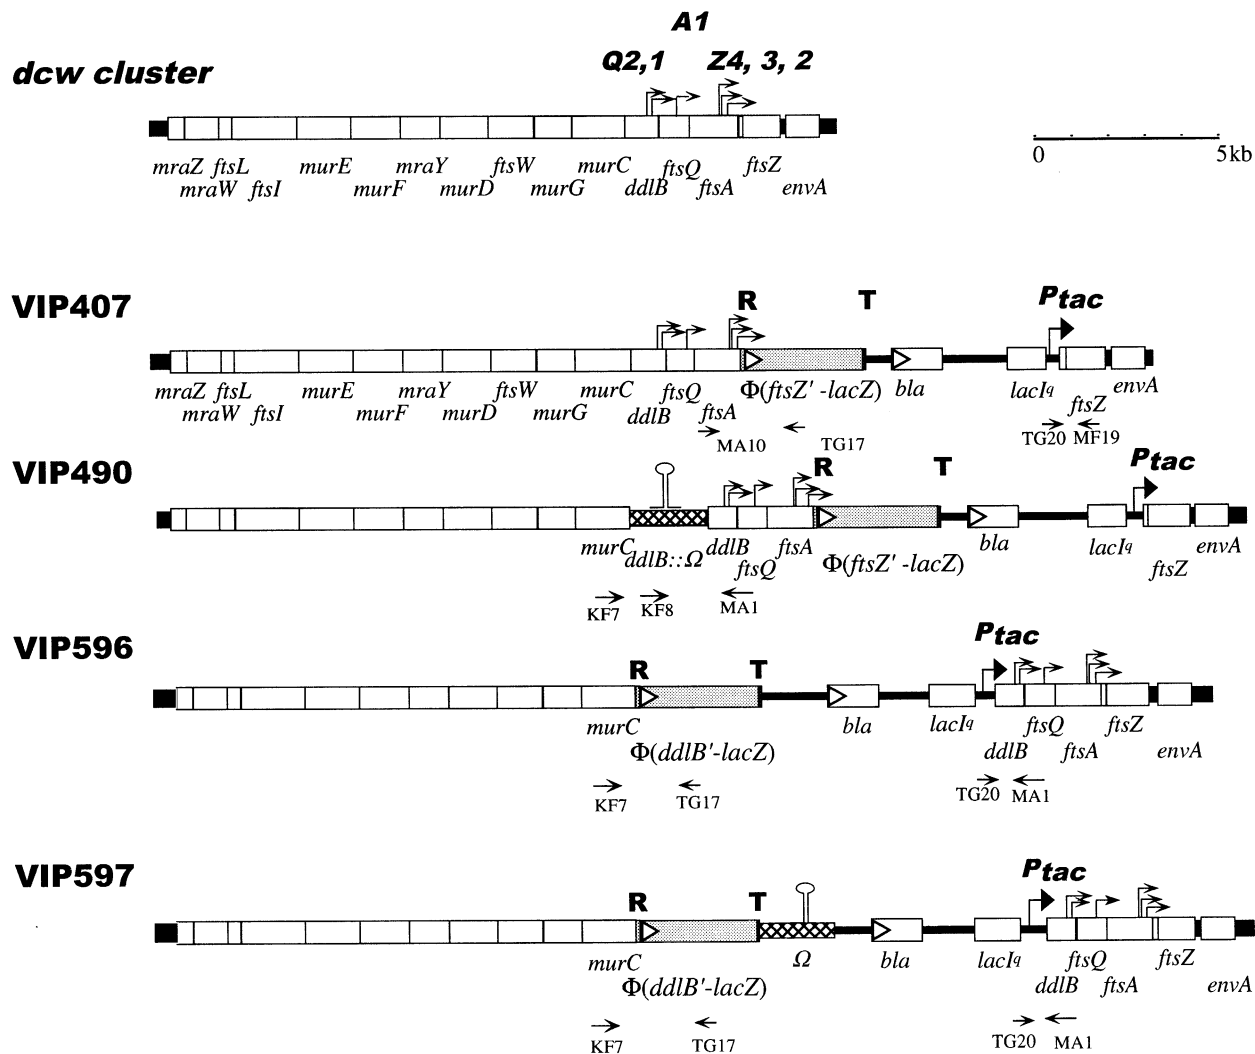 A1
Q2,1 Z4, 3, 2
dcw cluster
mraZ ftsL murE mraY ftsW murC ftsQ ftsZ
mraW ftsI murF murD murG ddlB ftsA envA
0 5kb
VIP407
R T Ptac
mraZ ftsL murE mraY ftsW murC ftsQ Φ(ftsZ' -lacZ) bla lacIq envA
mraW ftsI murF murD murG ddlB ftsA ftsZ
MA10 TG17 TG20 MF19
VIP490
R T Ptac
murC ddlB::Ω ddlB ftsQ ftsA Φ(ftsZ' -lacZ) bla lacIq ftsZ envA
KF7 KF8 MA1
VIP596
R T Ptac
murC bla lacIq ftsQ ftsZ
Φ(ddlB'-lacZ) ddlB ftsA envA
KF7 TG17 TG20 MA1
VIP597
R T Ptac
murC Ω bla lacIq ftsQ ftsZ
Φ(ddlB'-lacZ) ddlB ftsA envA
KF7 TG17 TG20 MA1